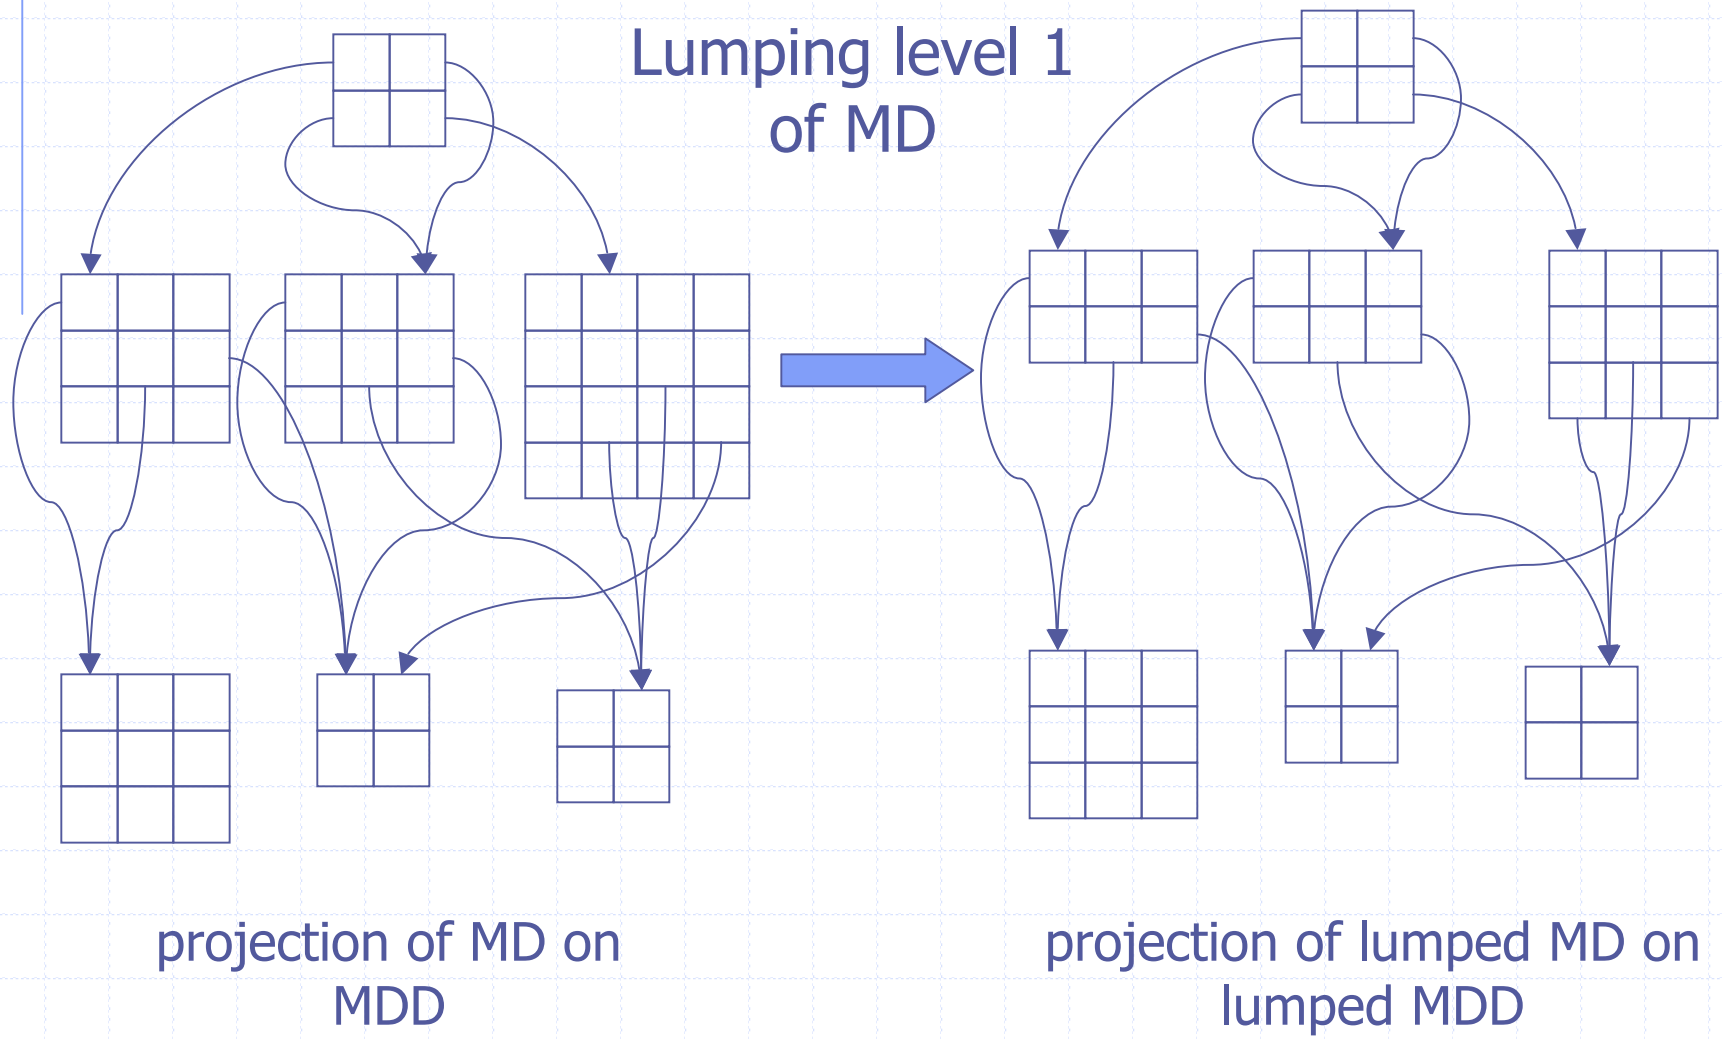 Lumping level 1
of MD
projection of MD on
MDD
projection of lumped MD on
lumped MDD